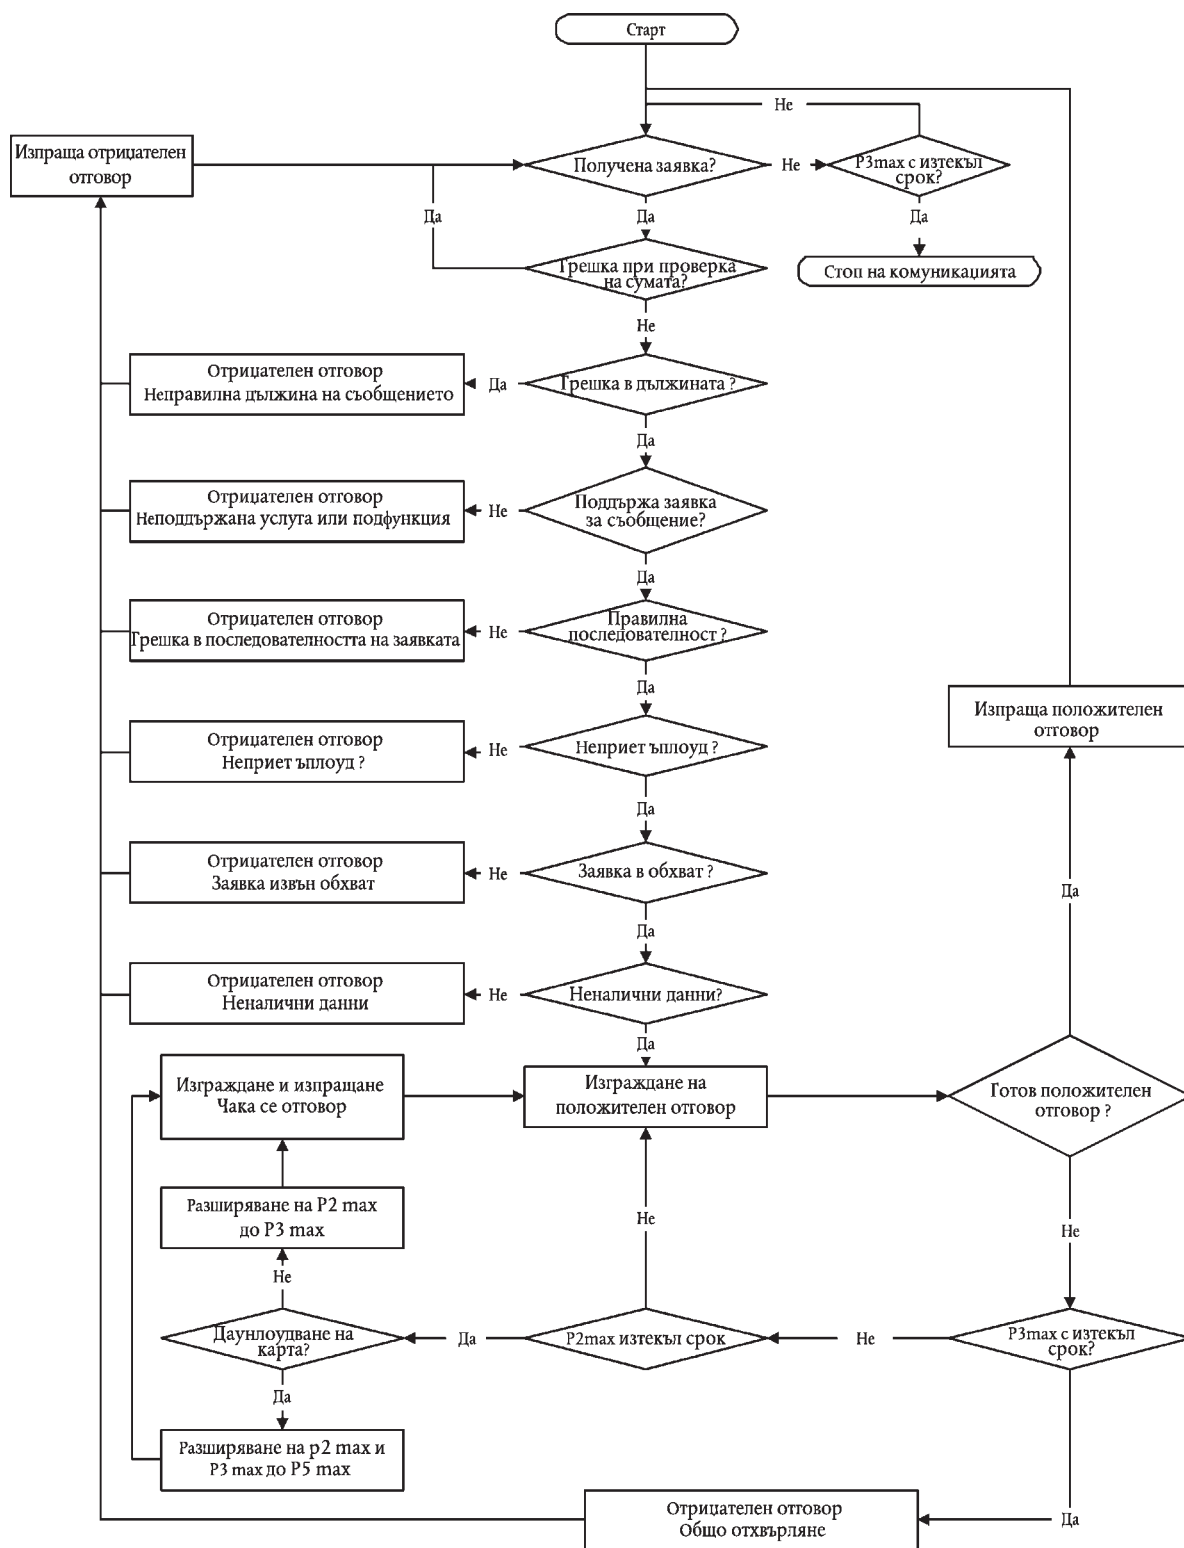 Старт
Не
Изпраща отрицателен
отговор
Получена заявка?
Не
P3max с изтекъл
срок?
Да
Да
Да
Грешка при проверка
на сумата?
Стоп на комуникацията
Не
Отрицателен отговор
Неправилна дължина на съобщението
Да
Грешка в дължината ?
Да
Отрицателен отговор
Неподдържана услуга или подфункция
Не
Поддържа заявка
за съобщение?
Да
Отрицателен отговор
Грешка в последователността на заявката
Не
Правилна
последователност ?
Да
Изпраща положителен
отговор
Отрицателен отговор
Неприет ъплоуд ?
Не
Неприет ъплоуд ?
Да
Отрицателен отговор
Заявка извън обхват
Не
Заявка в обхват ?
Да
Да
Отрицателен отговор
Неналични данни
Не
Неналични данни?
Да
Изграждане и изпращане
Чака се отговор
Изграждане на
положителен отговор
Готов положителен
отговор ?
Разширяване на P2 max
до P3 max
Не
Не
Не
Даунлоудване на
карта?
Да
P2max изтекъл срок
Не
P3max с изтекъл
срок?
Да
Разширяване на p2 max и
P3 max до P5 max
Отрицателен отговор
Общо отхвърляне
Да